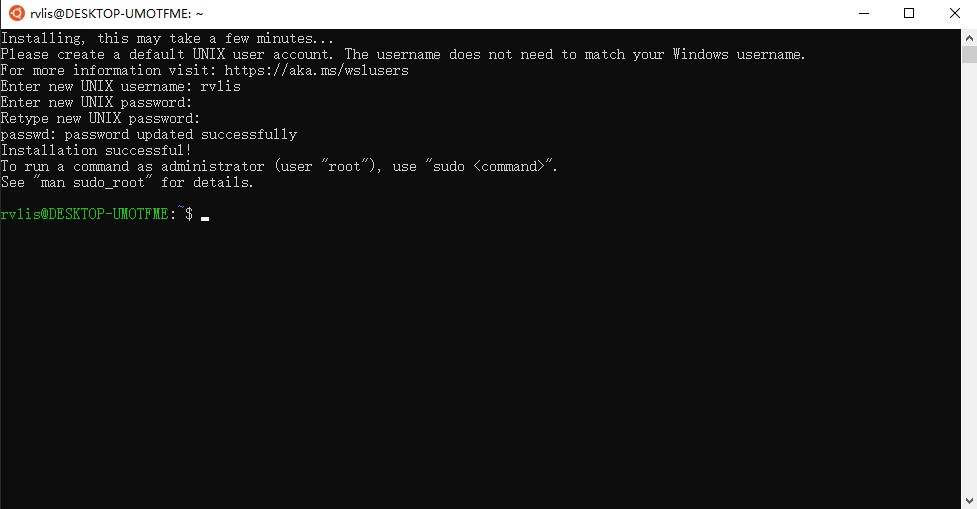 rvlis@DESKTOP-UMOTFME: ~
Installing, this may take a few minutes...
Please create a default UNIX user account. The username does not need to match your Windows username.
For more information visit: https://aka.ms/wslusers
Enter new UNIX username: rvlis
Enter new UNIX password:
Retype new UNIX password:
passwd: password updated successfully
Installation successful!
To run a command as administrator (user "root"), use "sudo <command>".
See "man sudo_root" for details.
rvlis@DESKTOP-UMOTFME:~$